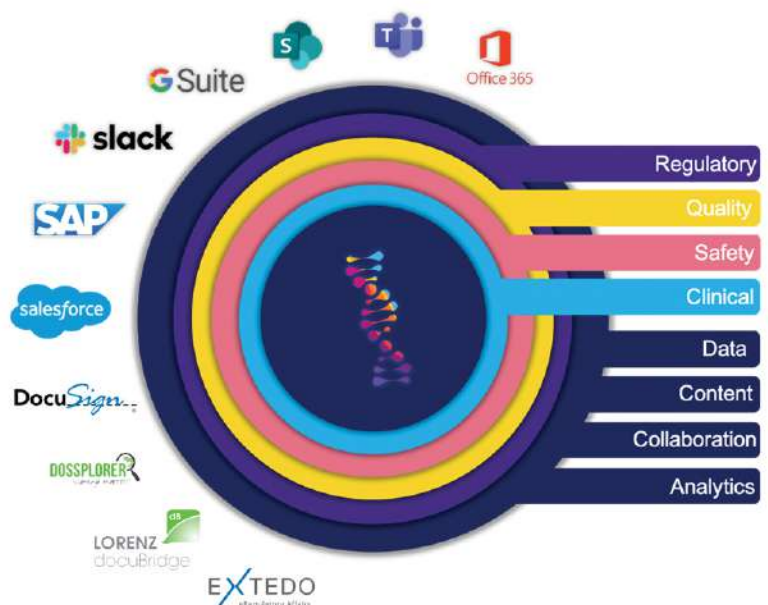 S
T
Office 365
G Suite
slack
SAP
salesforce
DocuSign
DOSSPLORER
dB
LORENZ
docuBridge
EXTEDO
Regulatory
Quality
Safety
Clinical
Data
Content
Collaboration
Analytics